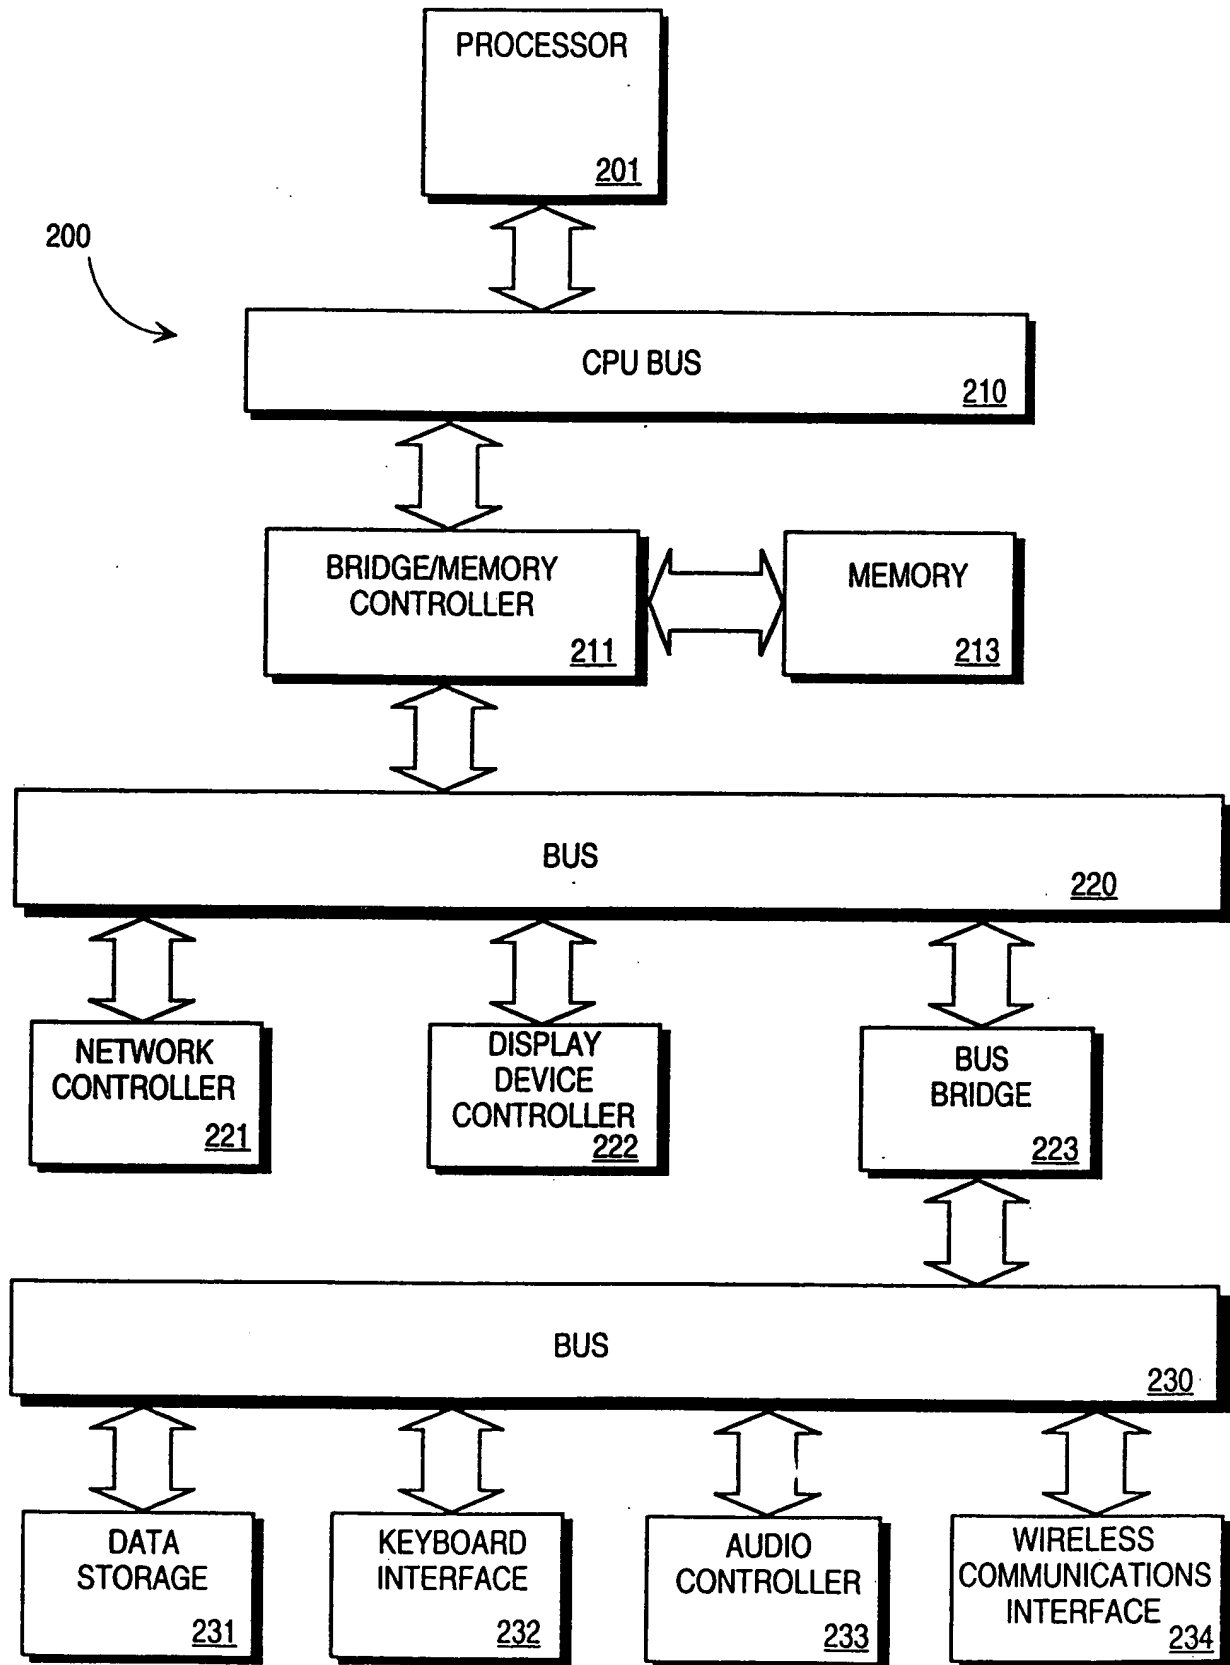 PROCESSOR
201
200
CPU BUS
210
BRIDGE/MEMORY
CONTROLLER
211
MEMORY
213
BUS
220
NETWORK
CONTROLLER
221
DISPLAY
DEVICE
CONTROLLER
222
BUS
BRIDGE
223
BUS
230
DATA
STORAGE
231
KEYBOARD
INTERFACE
232
AUDIO
CONTROLLER
233
WIRELESS
COMMUNICATIONS
INTERFACE
234